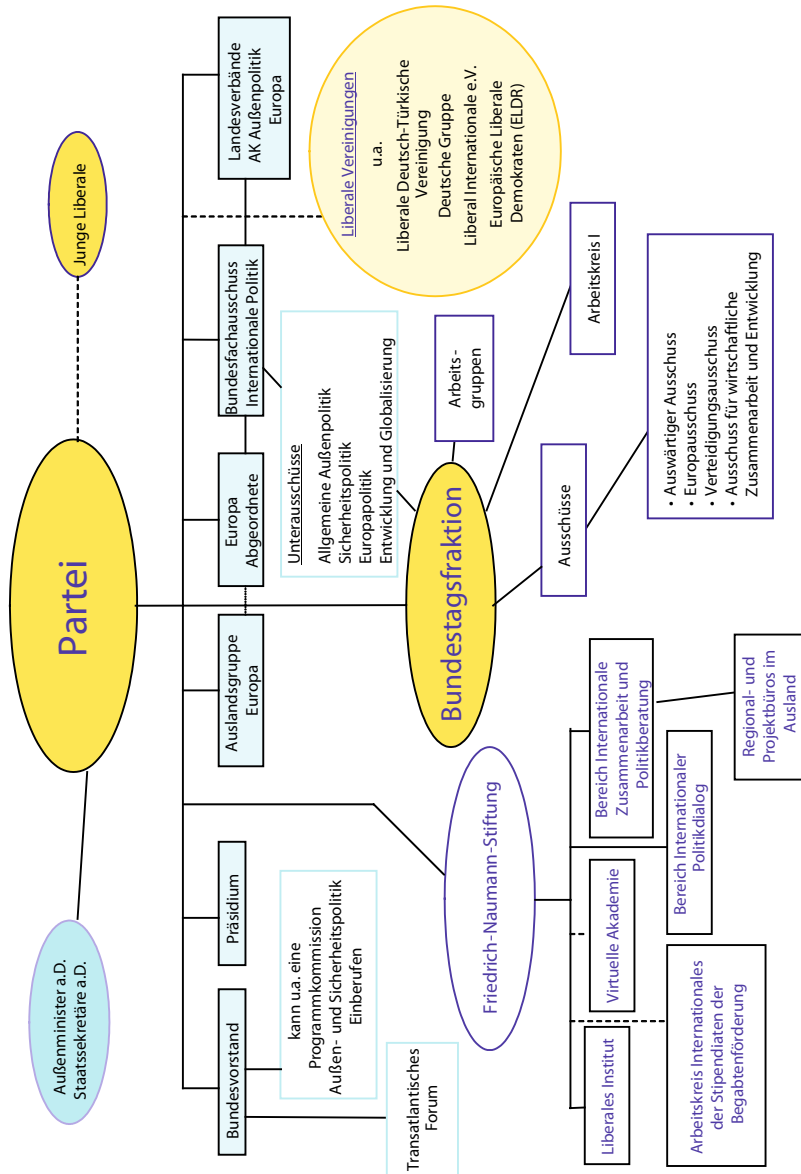 Außenminister a.D.
Staatssekretäre a.D.
Partei
Junge Liberale
Bundesvorstand
Präsidium
Auslandsgruppe
Europa
Europa
Abgeordnete
Bundesfachausschuss
Internationale Politik
Landesverbände
AK Außenpolitik
Europa
kann u.a. eine
Programmkommission
Außen- und Sicherheitspolitik
Einberufen
Transatlantisches
Forum
Unterausschüsse
Allgemeine Außenpolitik
Sicherheitspolitik
Europapolitik
Entwicklung und Globalisierung
Liberale Vereinigungen
u.a.
Liberale Deutsch-Türkische
Vereinigung
Deutsche Gruppe
Liberal Internationale e.V.
Europäische Liberale
Demokraten (ELDR)
Friedrich-Naumann-Stiftung
Bundestagsfraktion
Arbeits-
gruppen
Arbeitskreis I
Ausschüsse
• Auswärtiger Ausschuss
• Europausschuss
• Verteidigungsausschuss
• Ausschuss für wirtschaftliche
Zusammenarbeit und Entwicklung
Liberales Institut
Virtuelle Akademie
Bereich Internationale
Zusammenarbeit und
Politikberatung
Arbeitskreis Internationales
der Stipendiaten der
Begabtenförderung
Bereich Internationaler
Politikdialog
Regional- und
Projektbüros im
Ausland